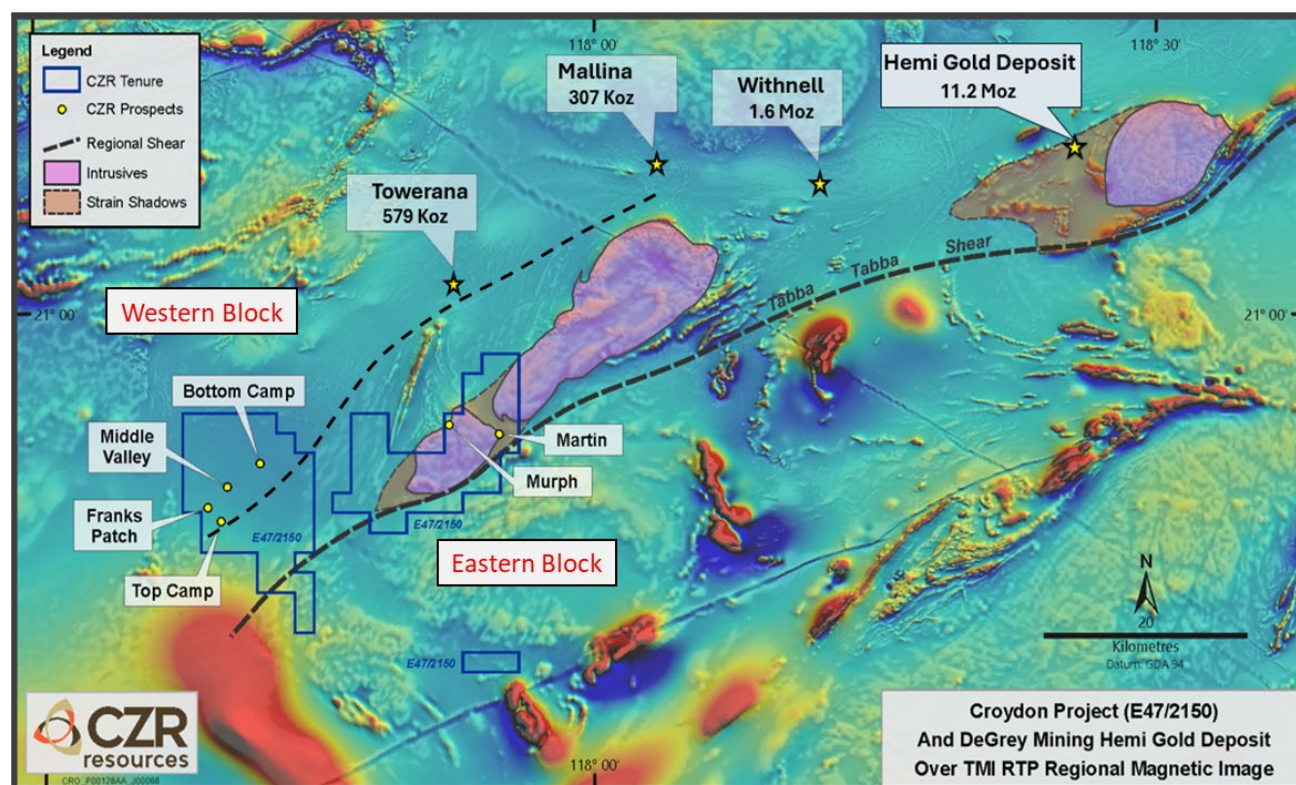 Legend
CZR Tenure
CZR Prospects
Regional Shear
Intrusives
Strain Shadows
118° 00'
118° 30'
Mallina
307 Koz
Withnell
1.6 Moz
Hemi Gold Deposit
11.2 Moz
Towerana
579 Koz
Tabba Tabba Shear
Western Block
21° 00'
21° 00'
Bottom Camp
Middle
Valley
Franks
Patch
Top Camp
E47/2150
Martin
Murph
E47/2150
Eastern Block
E47/2150
N
20
Kilometres
Datum: GDA 94
CZR
resources
CRO_P00128AA_J00068
118° 00'
Croydon Project (E47/2150)
And DeGrey Mining Hemi Gold Deposit
Over TMI RTP Regional Magnetic Image